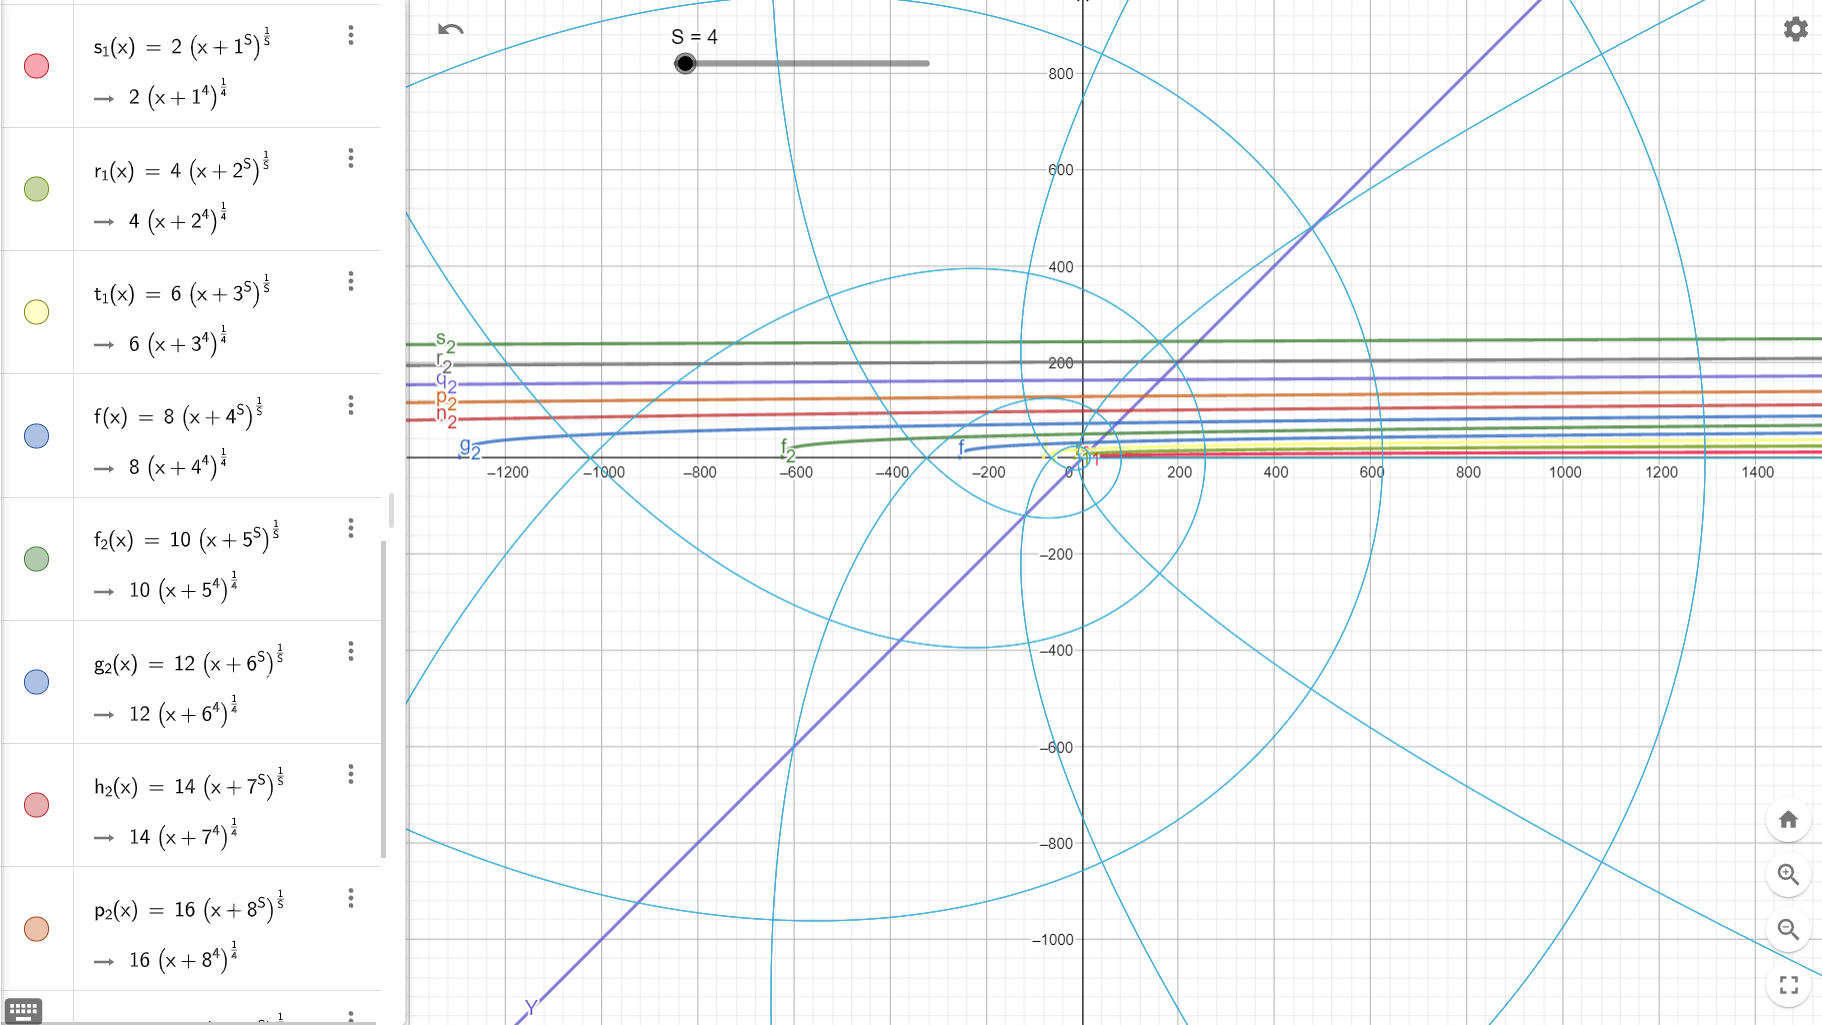 s₁(x) = 2 (x + 1^S)^(1/S)
→ 2 (x + 1⁴)^(1/4)
r₁(x) = 4 (x + 2^S)^(1/S)
→ 4 (x + 2⁴)^(1/4)
t₁(x) = 6 (x + 3^S)^(1/S)
→ 6 (x + 3⁴)^(1/4)
f(x) = 8 (x + 4^S)^(1/S)
→ 8 (x + 4⁴)^(1/4)
f₂(x) = 10 (x + 5^S)^(1/S)
→ 10 (x + 5⁴)^(1/4)
g₂(x) = 12 (x + 6^S)^(1/S)
→ 12 (x + 6⁴)^(1/4)
h₂(x) = 14 (x + 7^S)^(1/S)
→ 14 (x + 7⁴)^(1/4)
p₂(x) = 16 (x + 8^S)^(1/S)
→ 16 (x + 8⁴)^(1/4)
S = 4
800
600
400
200
s₂
r₂
q₂
p₂
n₂
g₂
f₂
f
−1200 −1000 −800 −600 −400 −200 0 200 400 600 800 1000 1200 1400
−200
−400
−600
−800
−1000
Y